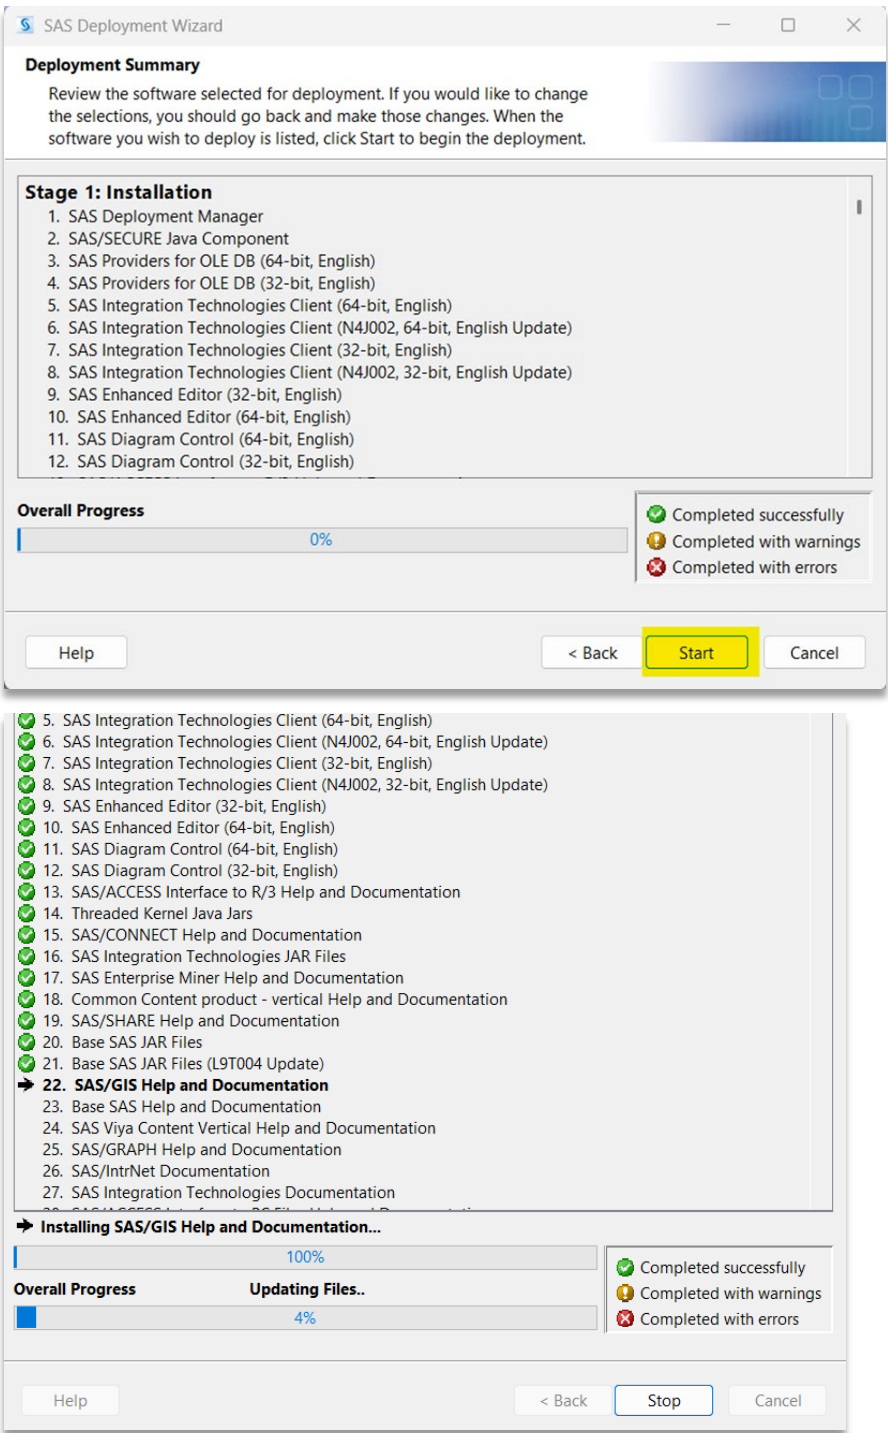 SAS Deployment Wizard
Deployment Summary
Review the software selected for deployment. If you would like to change
the selections, you should go back and make those changes. When the
software you wish to deploy is listed, click Start to begin the deployment.
Stage 1: Installation
1. SAS Deployment Manager
2. SAS/SECURE Java Component
3. SAS Providers for OLE DB (64-bit, English)
4. SAS Providers for OLE DB (32-bit, English)
5. SAS Integration Technologies Client (64-bit, English)
6. SAS Integration Technologies Client (N4J002, 64-bit, English Update)
7. SAS Integration Technologies Client (32-bit, English)
8. SAS Integration Technologies Client (N4J002, 32-bit, English Update)
9. SAS Enhanced Editor (32-bit, English)
10. SAS Enhanced Editor (64-bit, English)
11. SAS Diagram Control (64-bit, English)
12. SAS Diagram Control (32-bit, English)
Overall Progress
0%
Completed successfully
Completed with warnings
Completed with errors
Help
< Back
Start
Cancel
5. SAS Integration Technologies Client (64-bit, English)
6. SAS Integration Technologies Client (N4J002, 64-bit, English Update)
7. SAS Integration Technologies Client (32-bit, English)
8. SAS Integration Technologies Client (N4J002, 32-bit, English Update)
9. SAS Enhanced Editor (32-bit, English)
10. SAS Enhanced Editor (64-bit, English)
11. SAS Diagram Control (64-bit, English)
12. SAS Diagram Control (32-bit, English)
13. SAS/ACCESS Interface to R/3 Help and Documentation
14. Threaded Kernel Java Jars
15. SAS/CONNECT Help and Documentation
16. SAS Integration Technologies JAR Files
17. SAS Enterprise Miner Help and Documentation
18. Common Content product - vertical Help and Documentation
19. SAS/SHARE Help and Documentation
20. Base SAS JAR Files
21. Base SAS JAR Files (L9T004 Update)
22. SAS/GIS Help and Documentation
23. Base SAS Help and Documentation
24. SAS Viya Content Vertical Help and Documentation
25. SAS/GRAPH Help and Documentation
26. SAS/IntrNet Documentation
27. SAS Integration Technologies Documentation
Installing SAS/GIS Help and Documentation...
100%
Overall Progress Updating Files..
4%
Completed successfully
Completed with warnings
Completed with errors
Help
< Back
Stop
Cancel